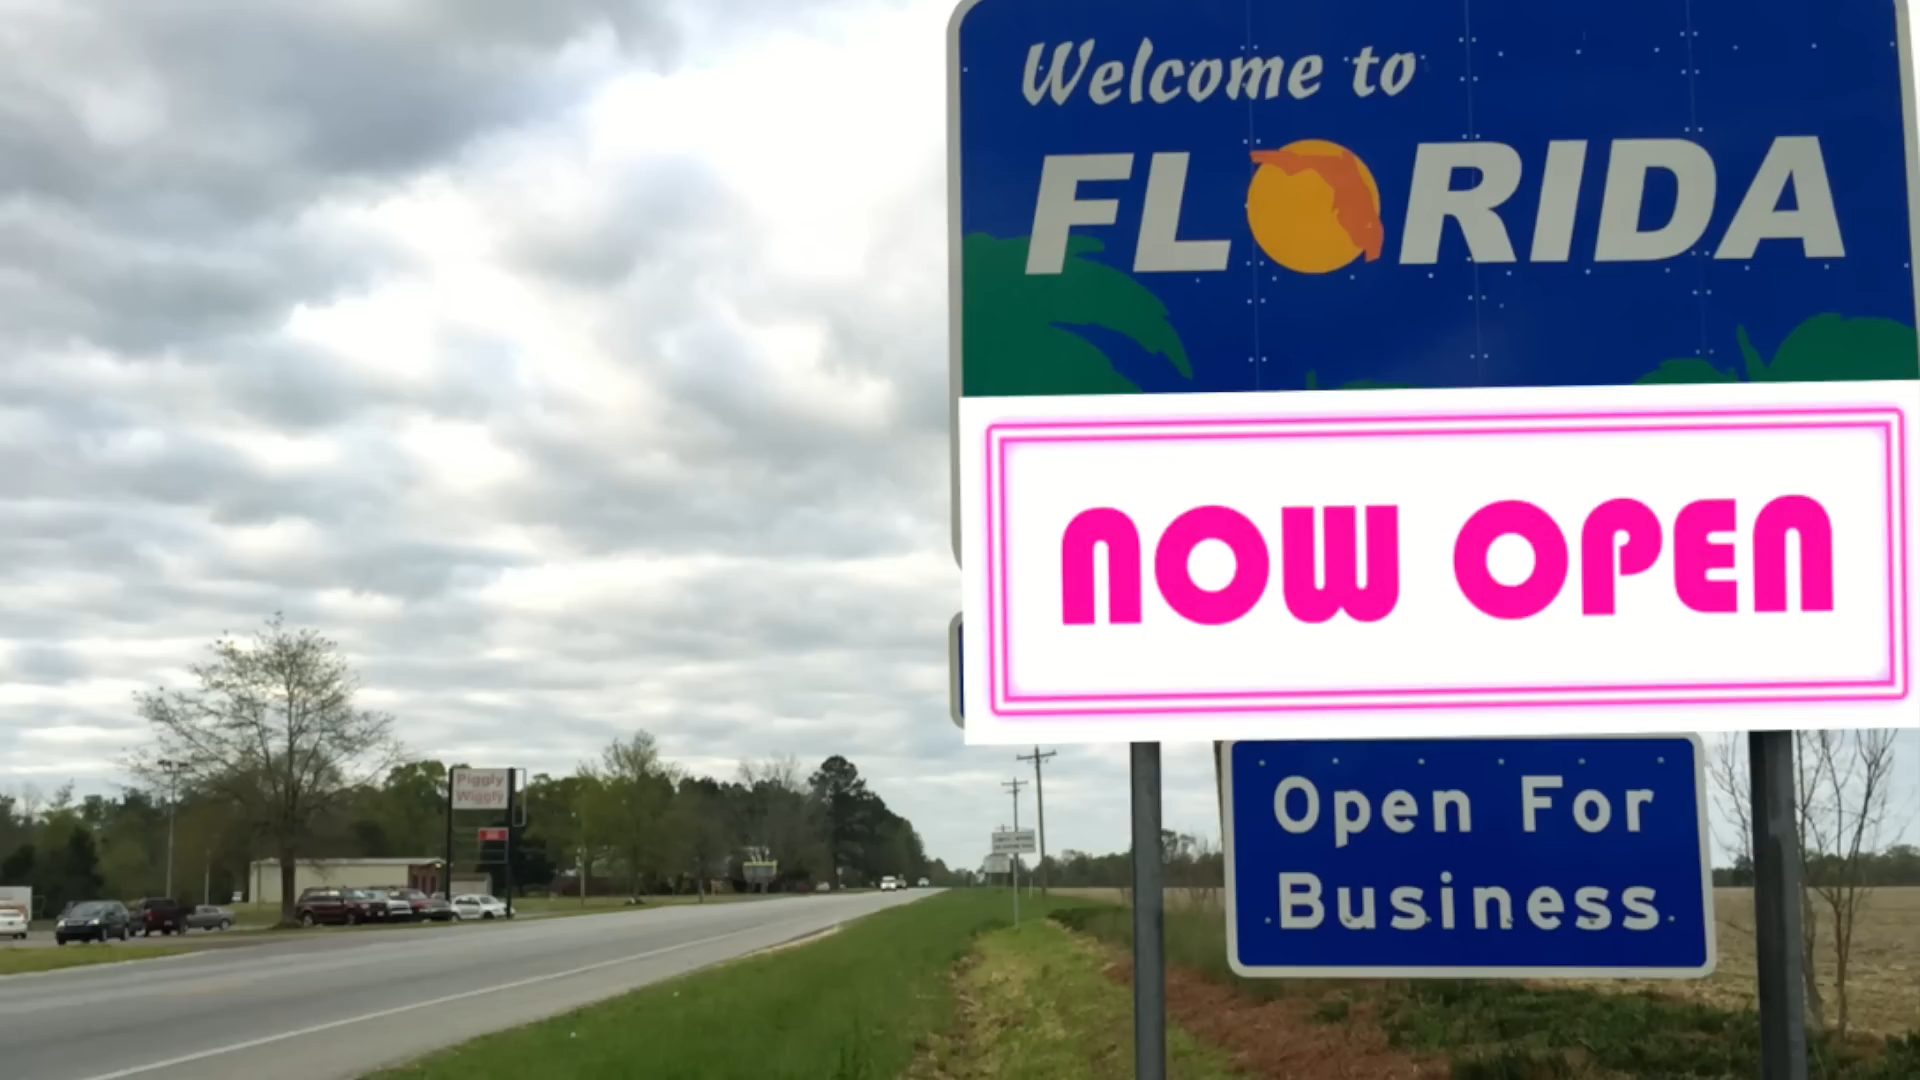 Welcome to
FLORIDA
NOW OPEN
Open For
Business
Piggly
Wiggly